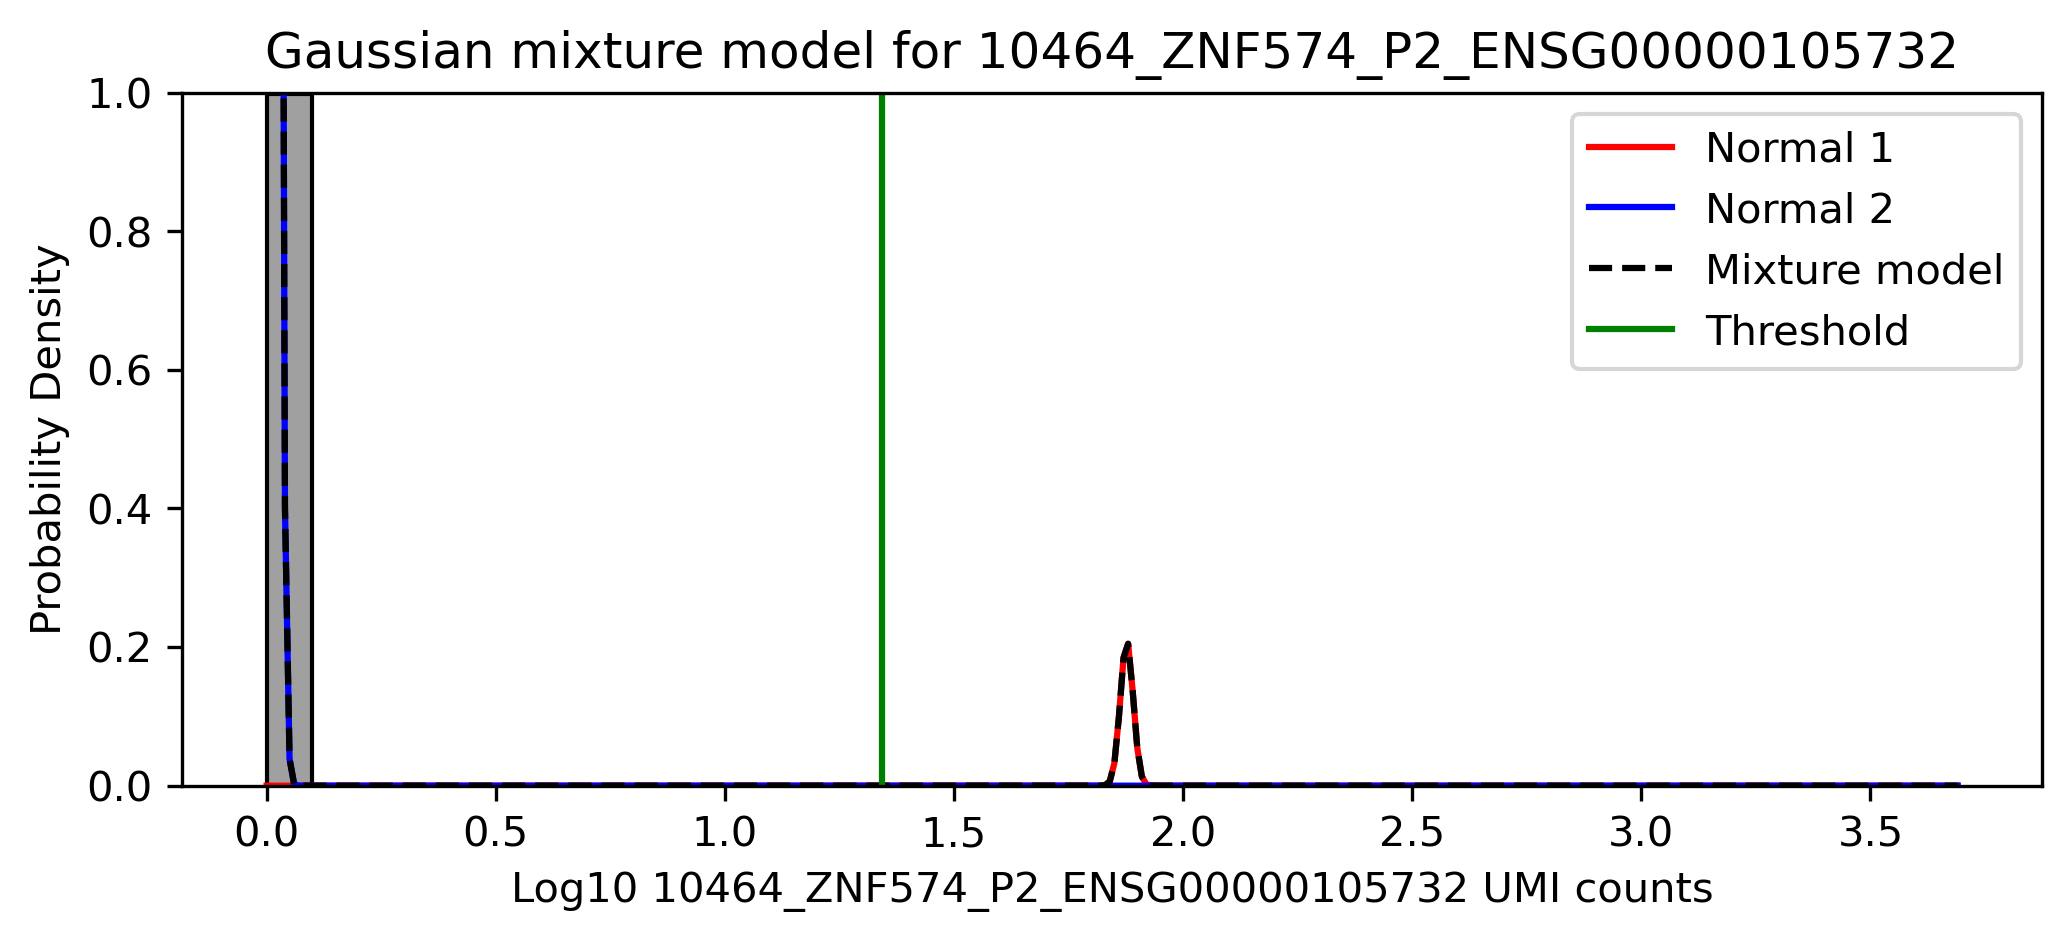 Gaussian mixture model for 10464_ZNF574_P2_ENSG00000105732
Probability Density
1.0
0.8
0.6
0.4
0.2
0.0
Normal 1
Normal 2
Mixture model
Threshold
0.0 0.5 1.0 1.5 2.0 2.5 3.0 3.5
Log10 10464_ZNF574_P2_ENSG00000105732 UMI counts